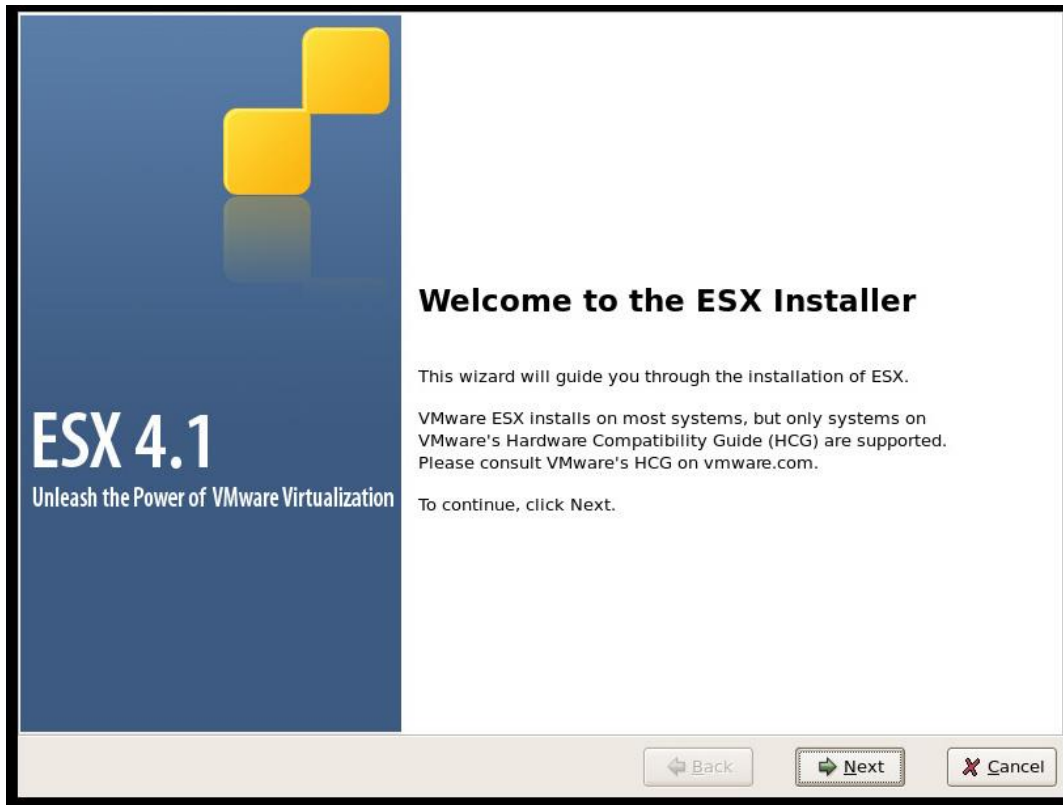 ESX 4.1
Unleash the Power of VMware Virtualization
Welcome to the ESX Installer
This wizard will guide you through the installation of ESX.
VMware ESX installs on most systems, but only systems on
VMware's Hardware Compatibility Guide (HCG) are supported.
Please consult VMware's HCG on vmware.com.
To continue, click Next.
Back
Next
Cancel